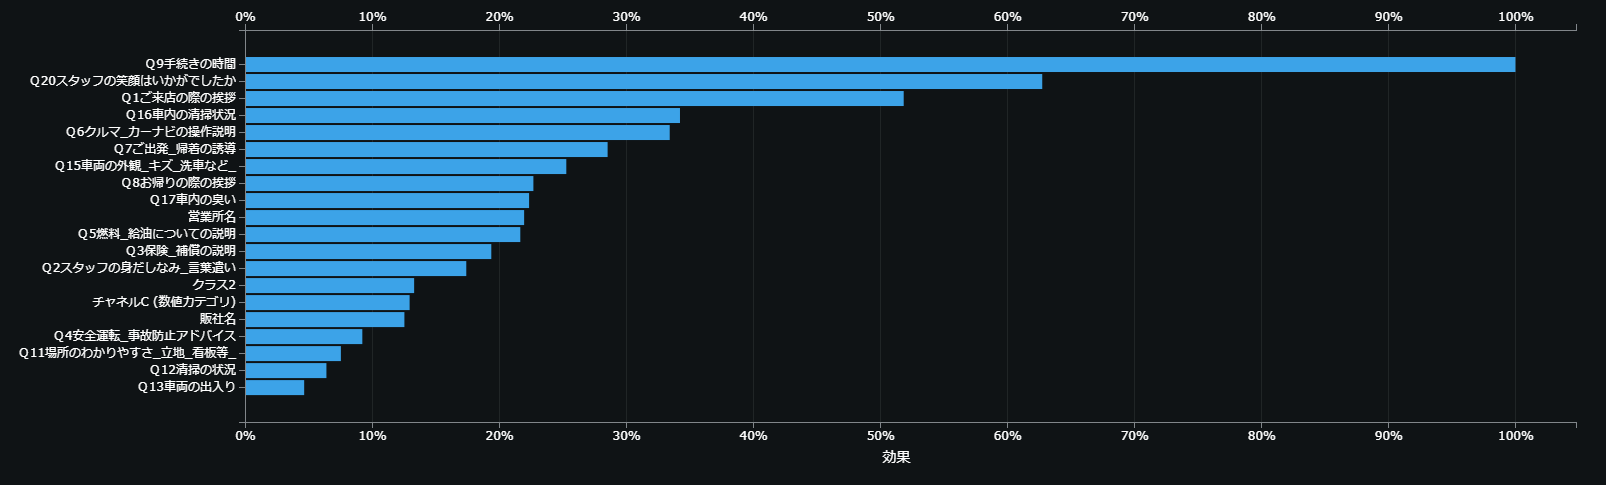 0% 10% 20% 30% 40% 50% 60% 70% 80% 90% 100%
Q9手続きの時間
Q20スタッフの笑顔はいかがでしたか
Q1ご来店の際の挨拶
Q16車内の清掃状況
Q6クルマ_カーナビの操作説明
Q7ご出発_帰着の誘導
Q15車両の外観_キズ_洗車など_
Q8お帰りの際の挨拶
Q17車内の臭い
営業所名
Q5燃料_給油についての説明
Q3保険_補償の説明
Q2スタッフの身だしなみ_言葉遣い
クラス2
チャネルC (数値カテゴリ)
販社名
Q4安全運転_事故防止アドバイス
Q11場所のわかりやすさ_立地_看板等_
Q12清掃の状況
Q13車両の出入り
0% 10% 20% 30% 40% 50% 60% 70% 80% 90% 100%
効果